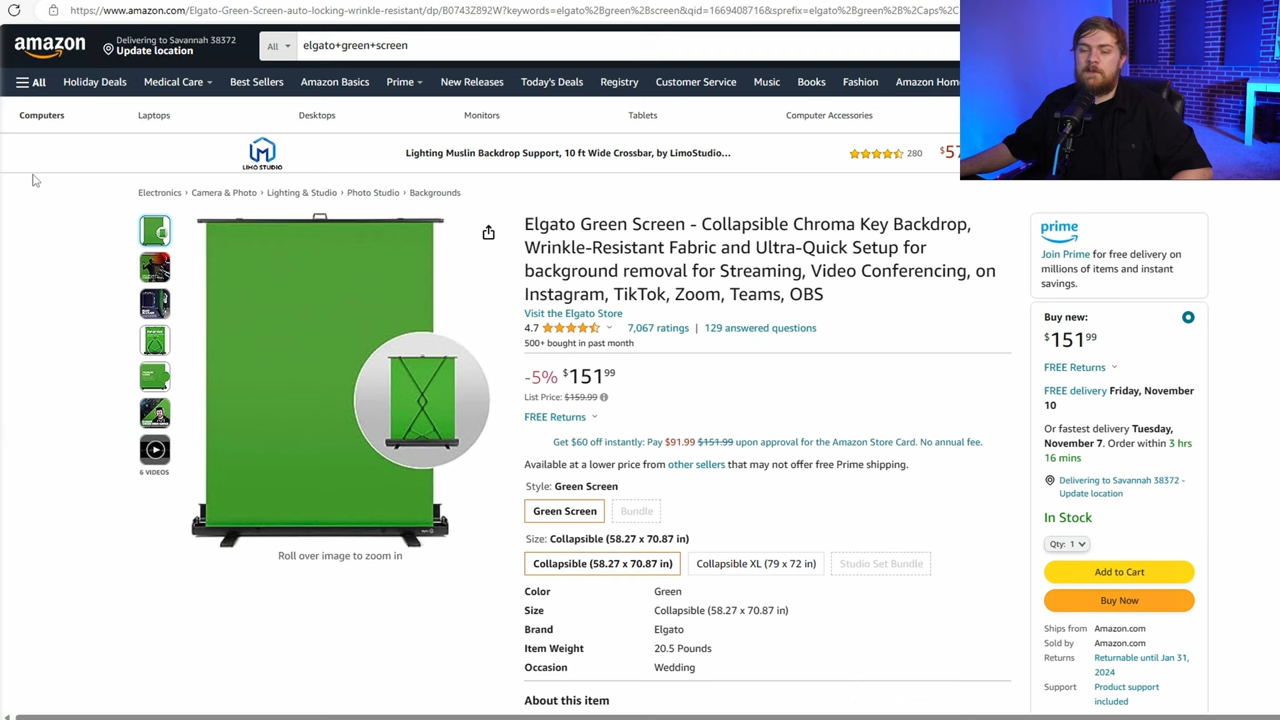 https://www.amazon.com/Elgato-Green-Screen-auto-locking-wrinkle-resistant/dp/B0743Z892W?keywords=elgato%2Bgreen%2Bscreen&qid=1669408716&sprefix=elgato%2Bgreen%2B%2Caps%2C
amazon
Delivering to Savannah 38372
Update location
All
elgato+green+screen
All
Medical Care
Best Sellers
Amazon Basics
Prime
New Releases
Registry
Customer Service
Music
Books
Fashion
Computers
Laptops
Desktops
Monitors
Tablets
Computer Accessories
LIMO STUDIO
Lighting Muslin Backdrop Support, 10 ft Wide Crossbar, by LimoStudio...
280
$57
Electronics › Camera & Photo › Lighting & Studio › Photo Studio › Backgrounds
Elgato Green Screen - Collapsible Chroma Key Backdrop,
Wrinkle-Resistant Fabric and Ultra-Quick Setup for
background removal for Streaming, Video Conferencing, on
Instagram, TikTok, Zoom, Teams, OBS
Visit the Elgato Store
4.7
7,067 ratings | 129 answered questions
500+ bought in past month
-5% $151 99
List Price: $159.99
FREE Returns
Get $60 off instantly: Pay $91.99 $151.99 upon approval for the Amazon Store Card. No annual fee.
Available at a lower price from other sellers that may not offer free Prime shipping.
Style: Green Screen
Green Screen
Bundle
Size: Collapsible (58.27 x 70.87 in)
Collapsible (58.27 x 70.87 in)
Collapsible XL (79 x 72 in)
Studio Set Bundle
Color Green
Size Collapsible (58.27 x 70.87 in)
Brand Elgato
Item Weight 20.5 Pounds
Occasion Wedding
About this item
6 VIDEOS
Roll over image to zoom in
prime
Join Prime for free delivery on
millions of items and instant
savings.
Buy new:
$151 99
FREE Returns
FREE delivery Friday, November
10
Or fastest delivery Tuesday,
November 7. Order within 3 hrs
16 mins
Delivering to Savannah 38372 -
Update location
In Stock
Qty: 1
Add to Cart
Buy Now
Ships from Amazon.com
Sold by Amazon.com
Returns Returnable until Jan 31,
2024
Support Product support
included